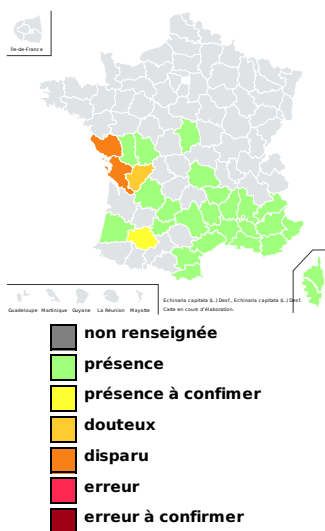 Île-de-France
Guadeloupe Martinique Guyane La Réunion Mayotte
Echinaria capitata (L.) Desf., Echinaria capitata (L.) Desf.
Carte en cours d'élaboration.
non renseignée
présence
présence à confimer
douteux
disparu
erreur
erreur à confirmer